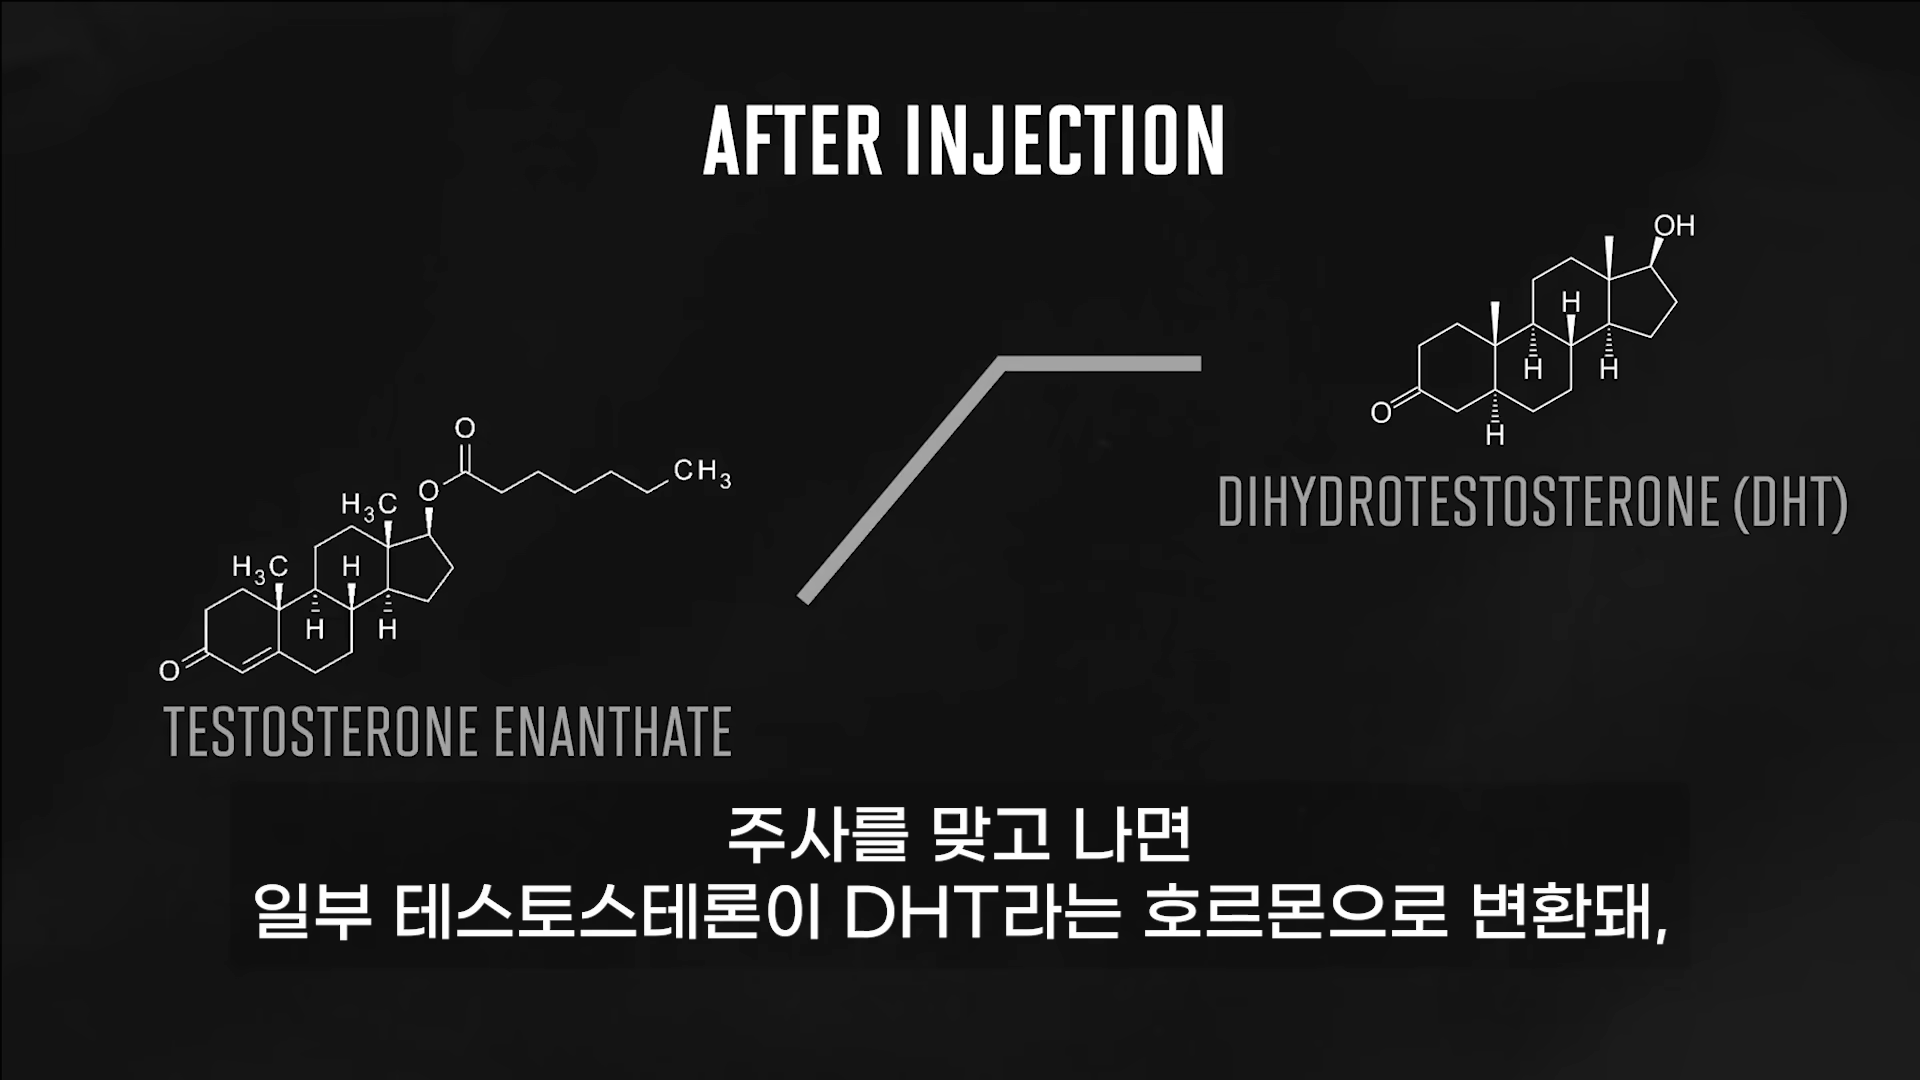 AFTER INJECTION
OH
H
H
H
O
H
DIHYDROTESTOSTERONE (DHT)
O
CH3
O
H3C
H3C
H
H
H
O
TESTOSTERONE ENANTHATE
주사를 맞고 나면
일부 테스토스테론이 DHT라는 호르몬으로 변환돼,